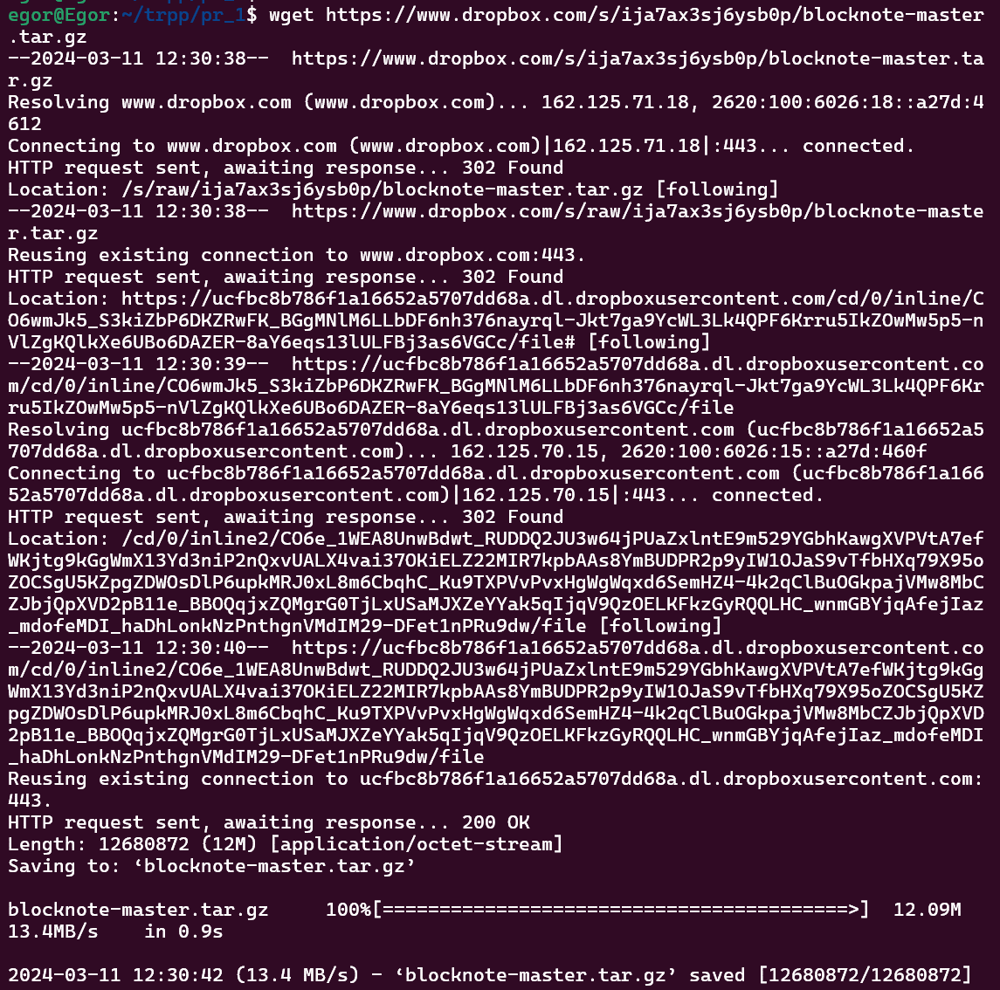 egor@Egor:~/trpp/pr_1$ wget https://www.dropbox.com/s/ija7ax3sj6ysb0p/blocknote-master
.tar.gz
--2024-03-11 12:30:38--  https://www.dropbox.com/s/ija7ax3sj6ysb0p/blocknote-master.ta
r.gz
Resolving www.dropbox.com (www.dropbox.com)... 162.125.71.18, 2620:100:6026:18::a27d:4
612
Connecting to www.dropbox.com (www.dropbox.com)|162.125.71.18|:443... connected.
HTTP request sent, awaiting response... 302 Found
Location: /s/raw/ija7ax3sj6ysb0p/blocknote-master.tar.gz [following]
--2024-03-11 12:30:38--  https://www.dropbox.com/s/raw/ija7ax3sj6ysb0p/blocknote-maste
r.tar.gz
Reusing existing connection to www.dropbox.com:443.
HTTP request sent, awaiting response... 302 Found
Location: https://ucfbc8b786f1a16652a5707dd68a.dl.dropboxusercontent.com/cd/0/inline/C
O6wmJk5_S3kiZbP6DKZRwFK_BGgMNlM6LLbDF6nh376nayrql-Jkt7ga9YcWL3Lk4QPF6Krru5IkZOwMw5p5-n
VlZgKQlkXe6UBo6DAZER-8aY6eqs13lULFBj3as6VGCc/file# [following]
--2024-03-11 12:30:39--  https://ucfbc8b786f1a16652a5707dd68a.dl.dropboxusercontent.co
m/cd/0/inline/CO6wmJk5_S3kiZbP6DKZRwFK_BGgMNlM6LLbDF6nh376nayrql-Jkt7ga9YcWL3Lk4QPF6Kr
ru5IkZOwMw5p5-nVlZgKQlkXe6UBo6DAZER-8aY6eqs13lULFBj3as6VGCc/file
Resolving ucfbc8b786f1a16652a5707dd68a.dl.dropboxusercontent.com (ucfbc8b786f1a16652a5
707dd68a.dl.dropboxusercontent.com)... 162.125.70.15, 2620:100:6026:15::a27d:460f
Connecting to ucfbc8b786f1a16652a5707dd68a.dl.dropboxusercontent.com (ucfbc8b786f1a166
52a5707dd68a.dl.dropboxusercontent.com)|162.125.70.15|:443... connected.
HTTP request sent, awaiting response... 302 Found
Location: /cd/0/inline2/CO6e_1WEA8UnwBdwt_RUDDQ2JU3w64jPUaZxlntE9m529YGbhKawgXVPVtA7ef
WKjtg9kGgWmX13Yd3niP2nQxvUALX4vai37OKiELZ22MIR7kpbAAs8YmBUDPR2p9yIW1OJaS9vTfbHXq79X95o
ZOCSgU5KZpgZDWOsDlP6upkMRJ0xL8m6CbqhC_Ku9TXPVvPvxHgWgWqxd6SemHZ4-4k2qClBuOGkpajVMw8MbC
ZJbjQpXVD2pB11e_BBOQqjxZQMgrG0TjLxUSaMJXZeYYak5qIjqV9QzOELKFkzGyRQQLHC_wnmGBYjqAfejIaz
_mdofeMDI_haDhLonkNzPnthgnVMdIM29-DFet1nPRu9dw/file [following]
--2024-03-11 12:30:40--  https://ucfbc8b786f1a16652a5707dd68a.dl.dropboxusercontent.co
m/cd/0/inline2/CO6e_1WEA8UnwBdwt_RUDDQ2JU3w64jPUaZxlntE9m529YGbhKawgXVPVtA7efWKjtg9kGg
WmX13Yd3niP2nQxvUALX4vai37OKiELZ22MIR7kpbAAs8YmBUDPR2p9yIW1OJaS9vTfbHXq79X95oZOCSgU5KZ
pgZDWOsDlP6upkMRJ0xL8m6CbqhC_Ku9TXPVvPvxHgWgWqxd6SemHZ4-4k2qClBuOGkpajVMw8MbCZJbjQpXVD
2pB11e_BBOQqjxZQMgrG0TjLxUSaMJXZeYYak5qIjqV9QzOELKFkzGyRQQLHC_wnmGBYjqAfejIaz_mdofeMDI
_haDhLonkNzPnthgnVMdIM29-DFet1nPRu9dw/file
Reusing existing connection to ucfbc8b786f1a16652a5707dd68a.dl.dropboxusercontent.com:
443.
HTTP request sent, awaiting response... 200 OK
Length: 12680872 (12M) [application/octet-stream]
Saving to: ‘blocknote-master.tar.gz’
blocknote-master.tar.gz     100%[=========================================>]  12.09M
13.4MB/s    in 0.9s
2024-03-11 12:30:42 (13.4 MB/s) - ‘blocknote-master.tar.gz’ saved [12680872/12680872]